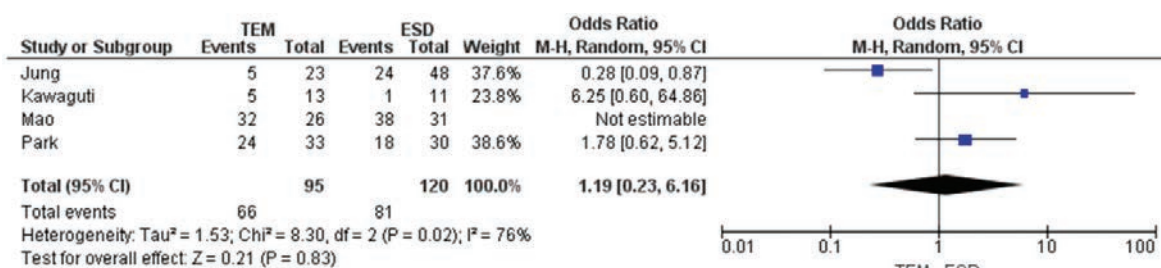 TEM ESD Odds Ratio Odds Ratio
Study or Subgroup Events Total Events Total Weight M-H, Random, 95% CI M-H, Random, 95% CI
Jung 5 23 24 48 37.6% 0.28 [0.09, 0.87]
Kawaguti 5 13 1 11 23.8% 6.25 [0.60, 64.86]
Mao 32 26 38 31 Not estimable
Park 24 33 18 30 38.6% 1.78 [0.62, 5.12]
Total (95% CI) 95 120 100.0% 1.19 [0.23, 6.16]
Total events 66 81
Heterogeneity: Tau² = 1.53; Chi² = 8.30, df = 2 (P = 0.02); I² = 76%
Test for overall effect: Z = 0.21 (P = 0.83)
0.01 0.1 1 10 100
TEM ESD